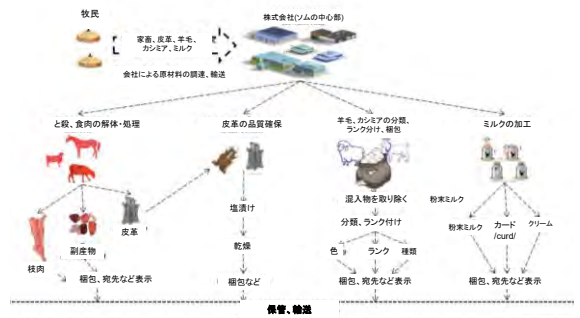 牧民
株式会社(ソムの中心部)
家畜、皮革、羊毛、
カシミア、ミルク
会社による原材料の調達、輸送
と殺、食肉の解体・処理
皮革の品質確保
羊毛、カシミアの分類、
ランク分け、梱包
ミルクの加工
塩漬け
混入物を取り除く
粉末ミルク
皮革
分類、ランク付け
粉末ミルク
カード
/curd/
クリーム
枝肉
副産物
乾燥
色
ランク
種類
梱包、宛先など表示
梱包など
梱包、宛先など表示
梱包、宛先など表示
保管、輸送